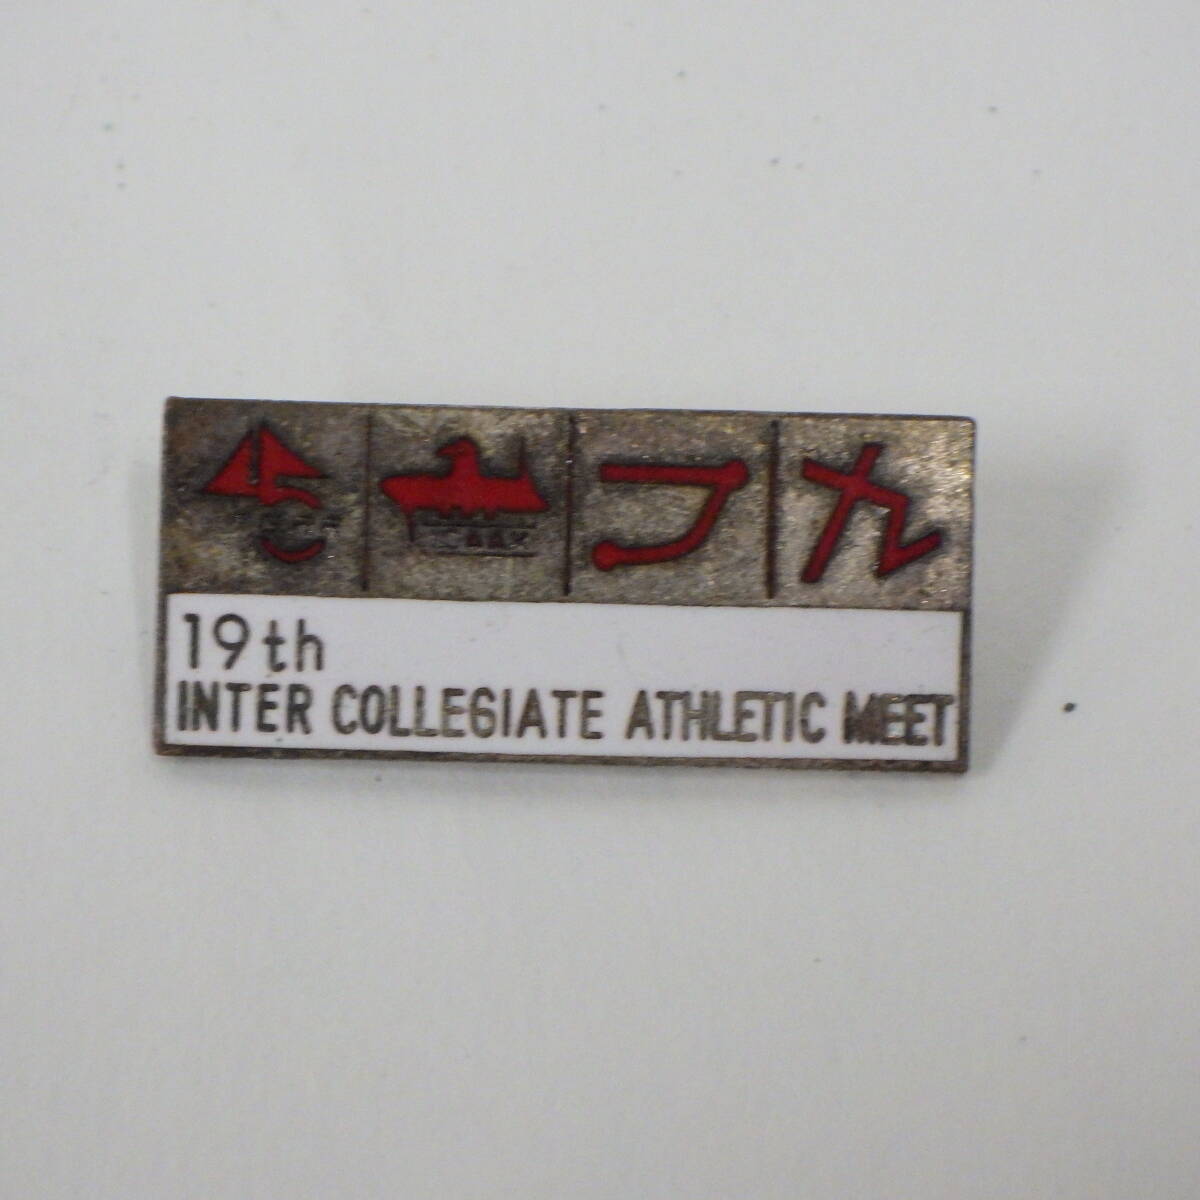 19th
INTER COLLEGIATE ATHLETIC MEET